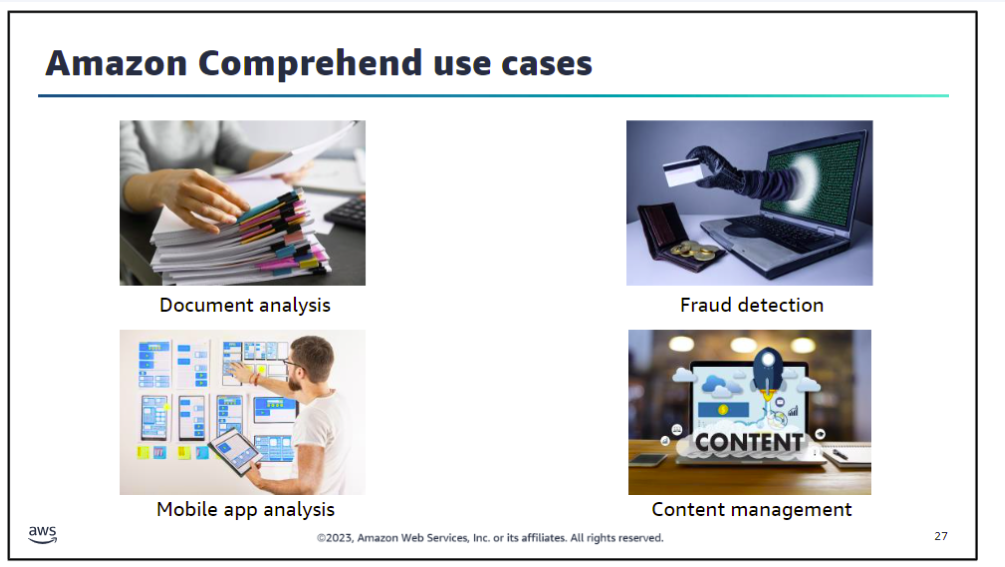 Amazon Comprehend use cases
Document analysis
Fraud detection
CONTENT
Mobile app analysis
Content management
aws
©2023, Amazon Web Services, Inc. or its affiliates. All rights reserved.
27